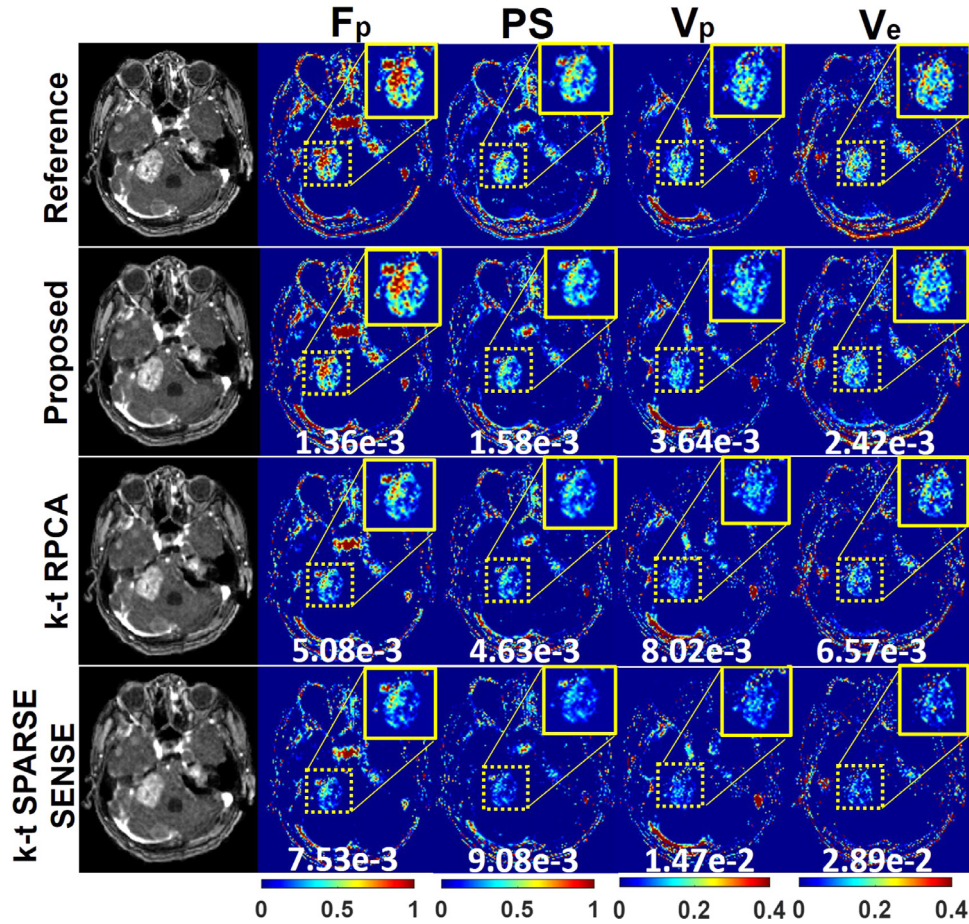 Fp PS Vp Ve
Reference
Proposed
1.36e-3 1.58e-3 3.64e-3 2.42e-3
k-t RPCA
5.08e-3 4.63e-3 8.02e-3 6.57e-3
k-t SPARSE
SENSE
7.53e-3 9.08e-3 1.47e-2 2.89e-2
0 0.5 1 0 0.5 1 0 0.2 0.4 0 0.2 0.4